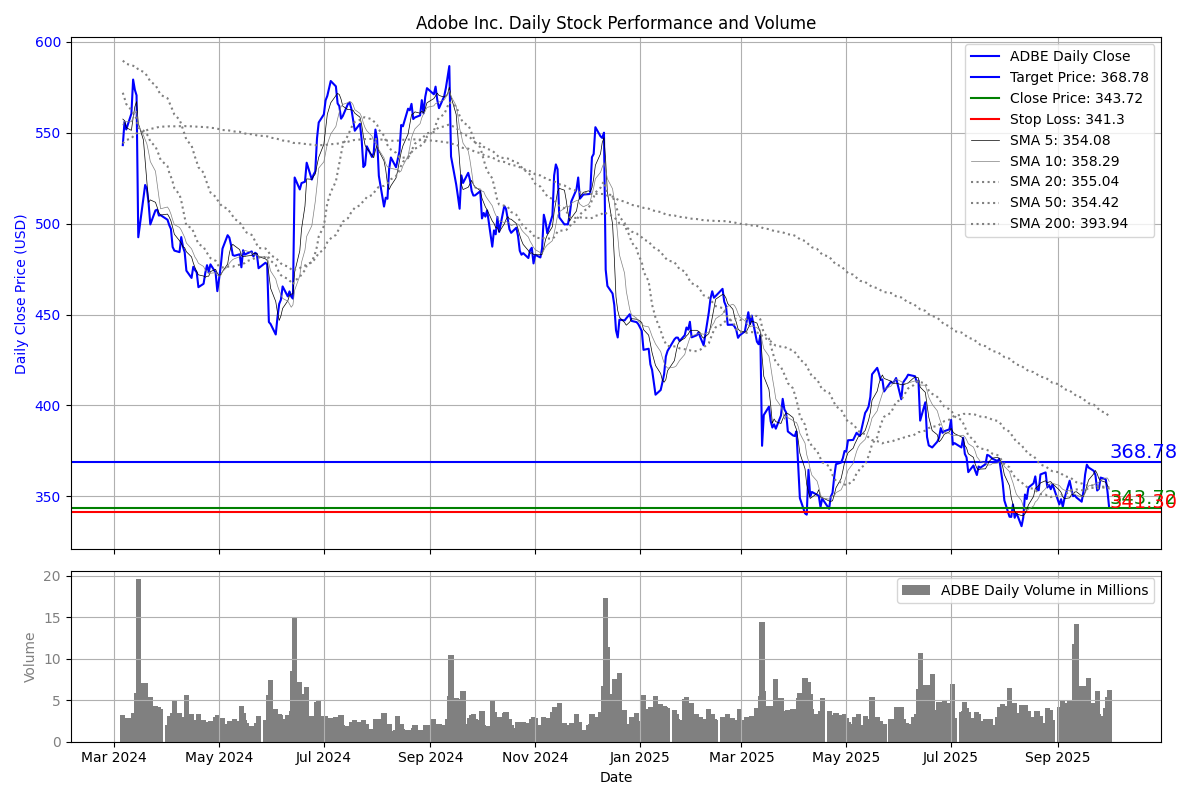 Adobe Inc. Daily Stock Performance and Volume
600
550
500
450
400
350
Daily Close Price (USD)
ADBE Daily Close
Target Price: 368.78
Close Price: 343.72
Stop Loss: 341.3
SMA 5: 354.08
SMA 10: 358.29
SMA 20: 355.04
SMA 50: 354.42
SMA 200: 393.94
368.78
343.72
341.30
20
15
10
5
0
Volume
ADBE Daily Volume in Millions
Mar 2024 May 2024 Jul 2024 Sep 2024 Nov 2024 Jan 2025 Mar 2025 May 2025 Jul 2025 Sep 2025
Date